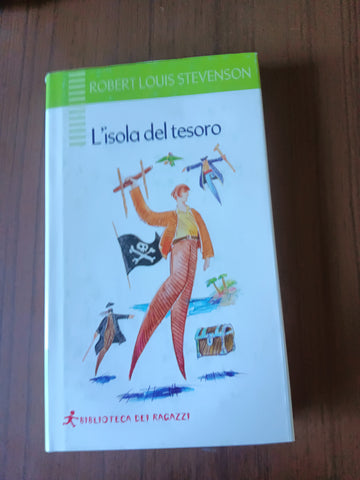 ROBERT LOUIS STEVENSON
L'isola del tesoro
BIBLIOTECA DEI RAGAZZI